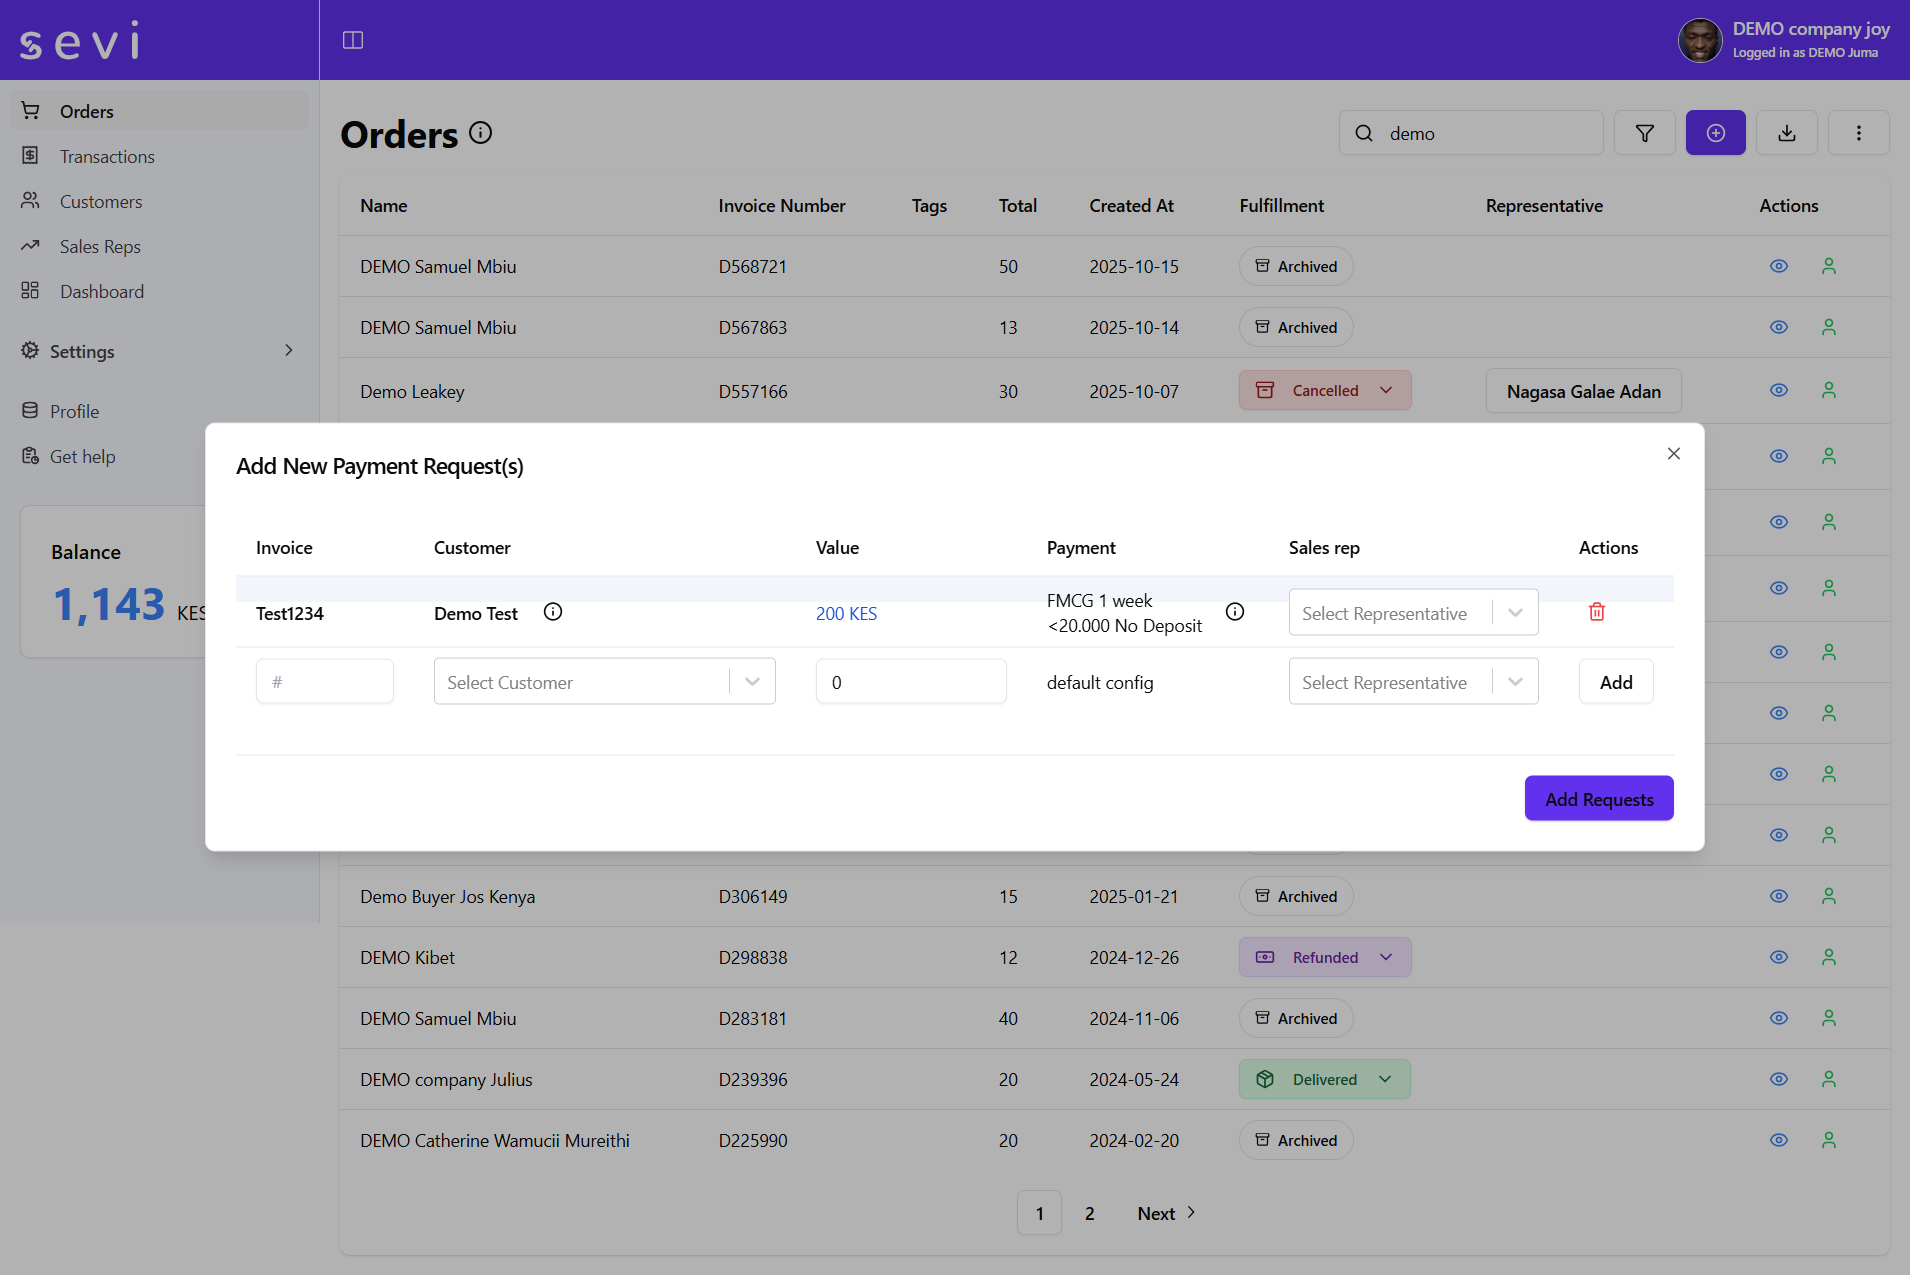 sevi
DEMO company joy
Logged in as DEMO Juma
Orders
Transactions
Customers
Sales Reps
Dashboard
Settings
Profile
Get help
Balance
1,143 KES
Orders
demo
Name Invoice Number Tags Total Created At Fulfillment Representative Actions
DEMO Samuel Mbiu D568721 50 2025-10-15 Archived
DEMO Samuel Mbiu D567863 13 2025-10-14 Archived
Demo Leakey D557166 30 2025-10-07 Cancelled Nagasa Galae Adan
Add New Payment Request(s)
Invoice Customer Value Payment Sales rep Actions
Test1234 Demo Test 200 KES FMCG 1 week
<20.000 No Deposit Select Representative
# Select Customer 0 default config Select Representative Add
Add Requests
Demo Buyer Jos Kenya D306149 15 2025-01-21 Archived
DEMO Kibet D298838 12 2024-12-26 Refunded
DEMO Samuel Mbiu D283181 40 2024-11-06 Archived
DEMO company Julius D239396 20 2024-05-24 Delivered
DEMO Catherine Wamucii Mureithi D225990 20 2024-02-20 Archived
1 2 Next